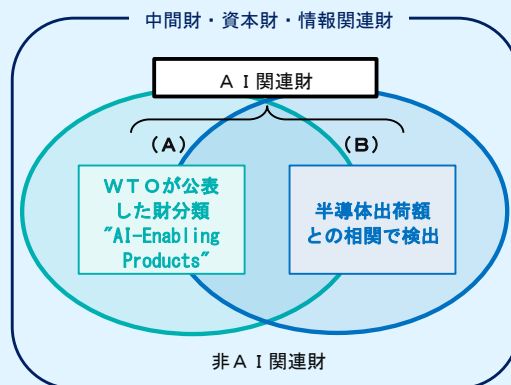 中間財・資本財・情報関連財
ＡＩ関連財
(A)
(B)
ＷＴＯが公表
した財分類
"AI-Enabling
Products"
半導体出荷額
との相関で検出
非ＡＩ関連財